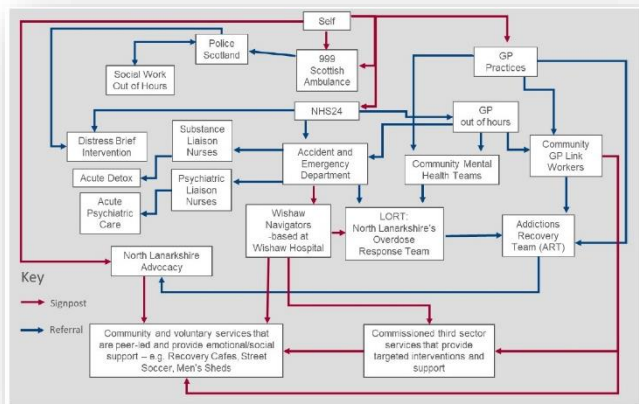 Self
Police
Scotland
999
Scottish
Ambulance
GP
Practices
Social Work
Out of Hours
NHS24
GP
out of hours
Substance
Liaison
Nurses
Distress Brief
Intervention
Accident and
Emergency
Department
Community Mental
Health Teams
Community
GP Link
Workers
Acute Detox
Psychiatric
Liaison
Nurses
Acute
Psychiatric
Care
Wishaw
Navigators
-based at
Wishaw Hospital
LORT:
North Lanarkshire's
Overdose
Response Team
Addictions
Recovery
Team (ART)
North Lanarkshire
Advocacy
Key
Signpost
Referral
Community and voluntary services that
are peer-led and provide emotional/social
support – e.g. Recovery Cafes, Street
Soccer, Men's Sheds
Commissioned third sector
services that provide
targeted interventions and
support